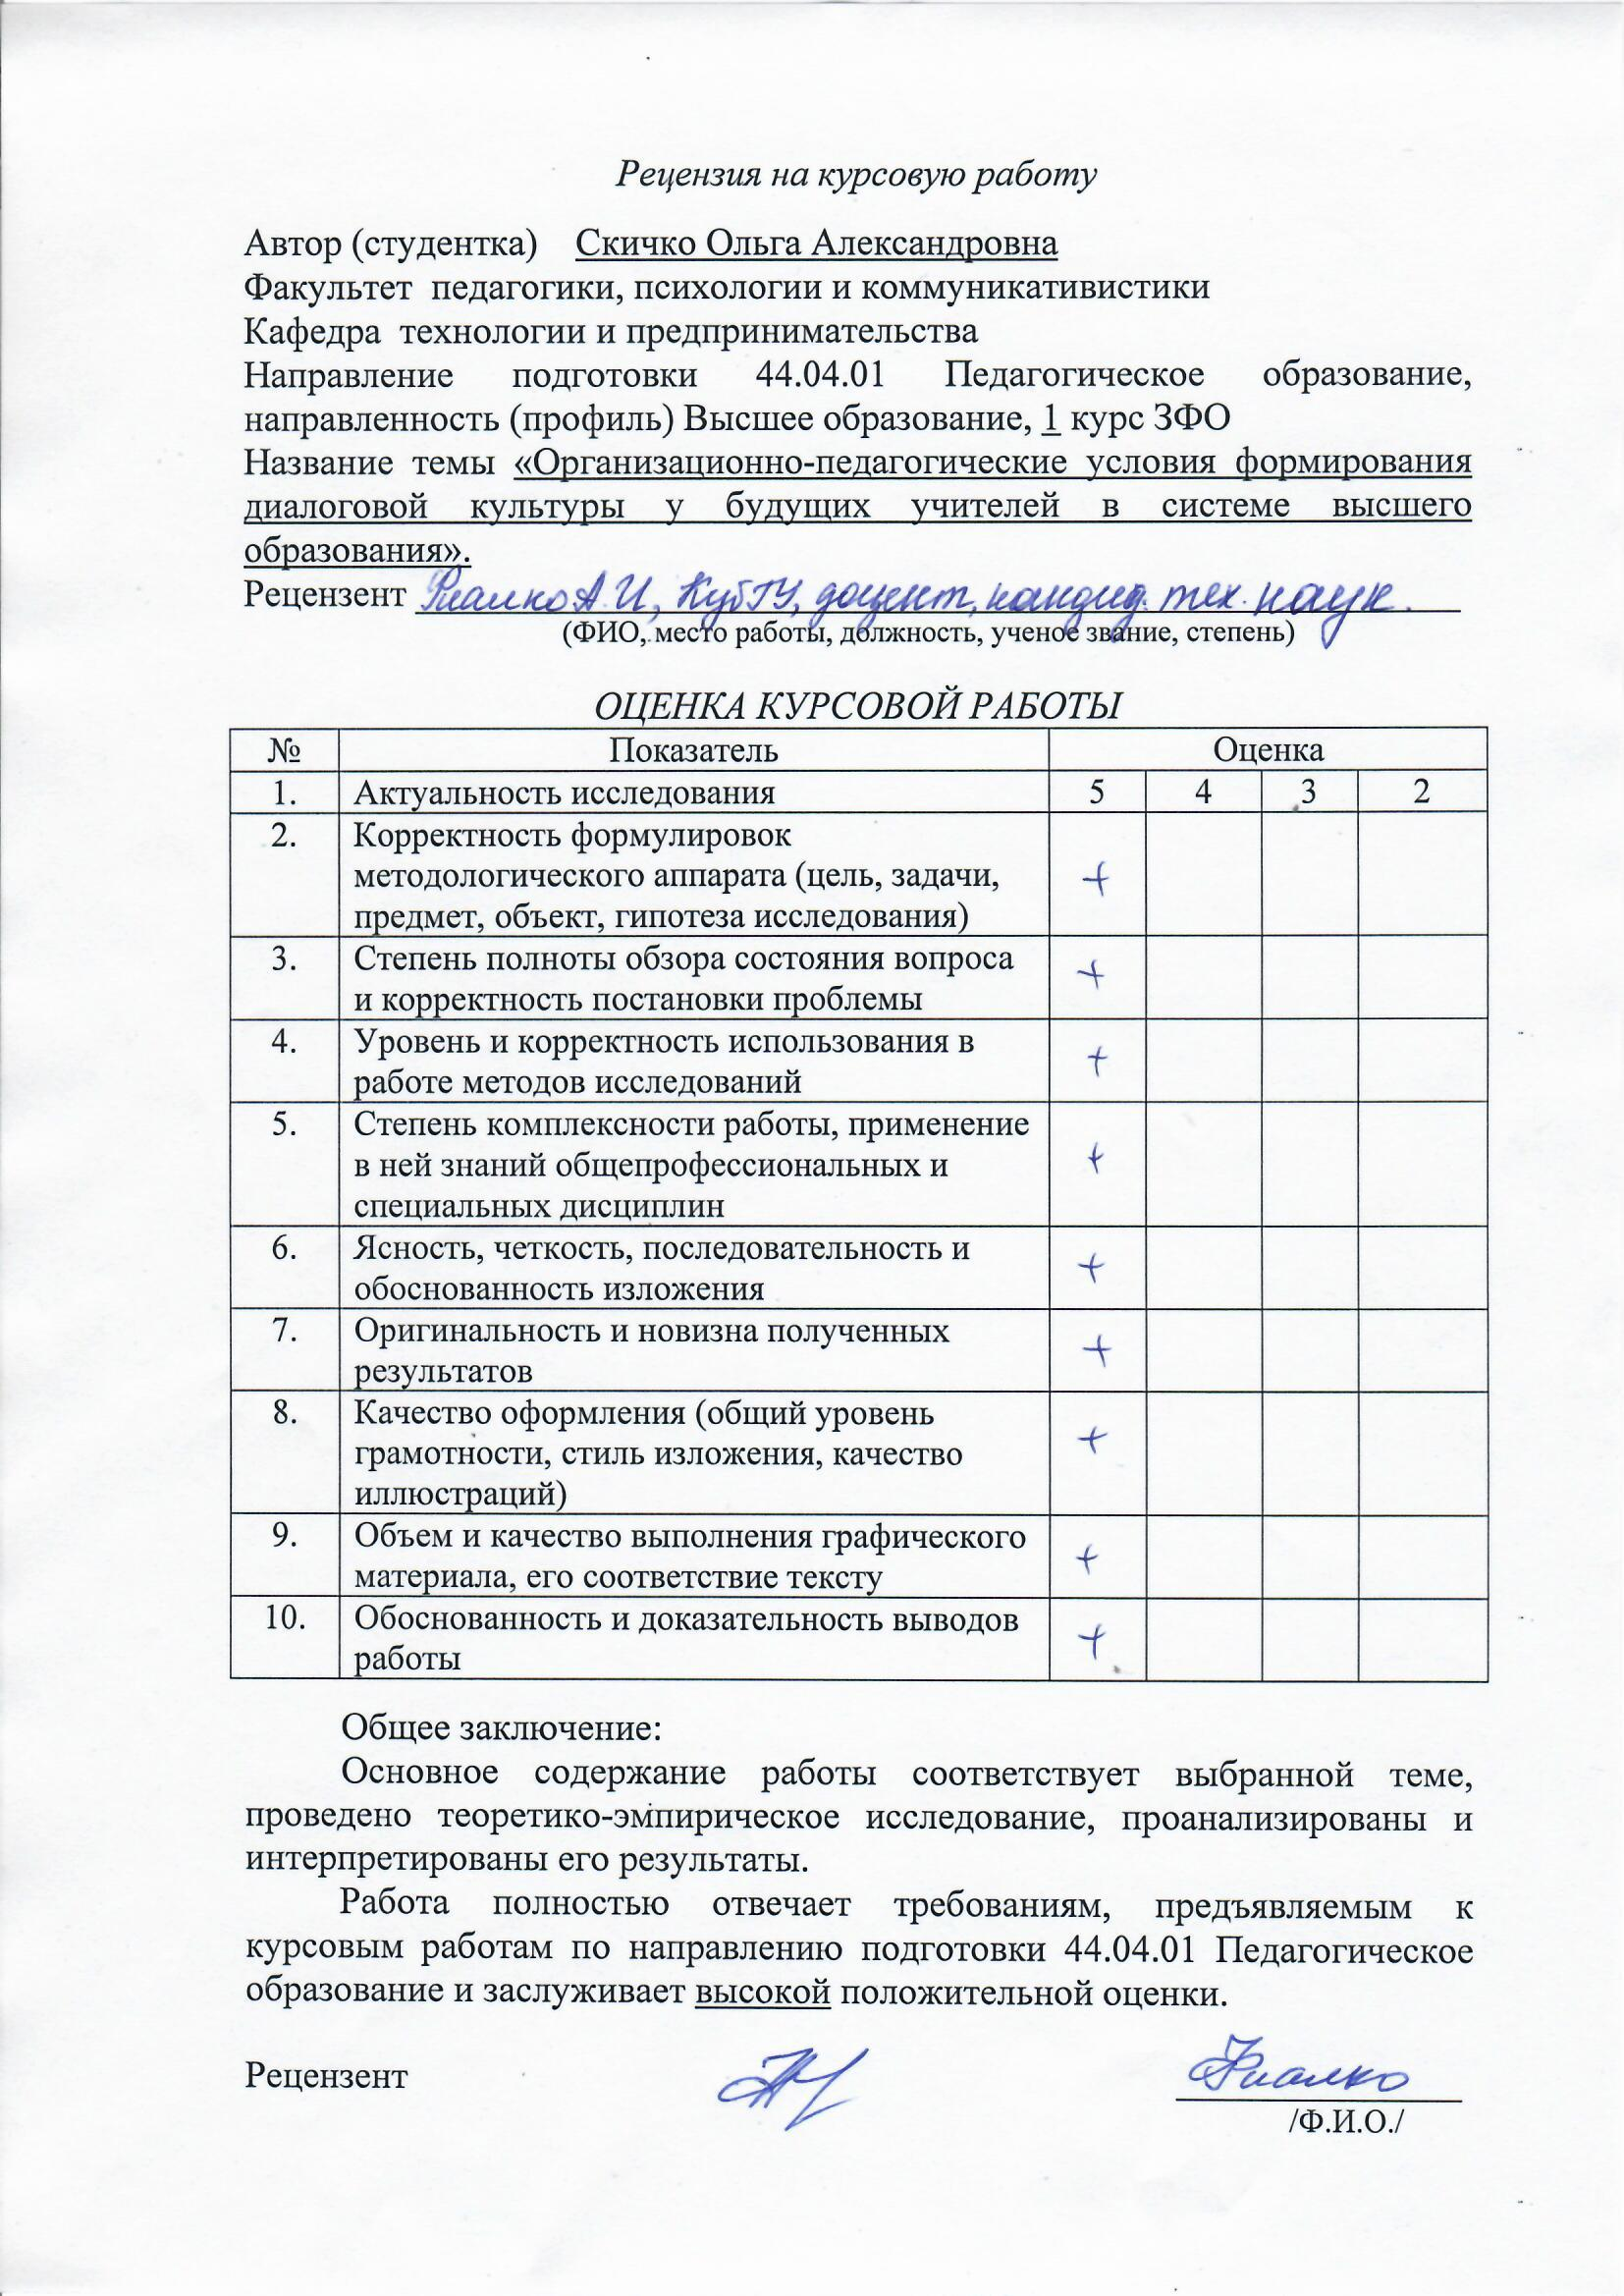 Рецензия на курсовую работу
Автор (студентка) Скичко Ольга Александровна
Факультет педагогики, психологии и коммуникативистики
Кафедра технологии и предпринимательства
Направление подготовки 44.04.01 Педагогическое образование,
направленность (профиль) Высшее образование, 1 курс ЗФО
Название темы «Организационно-педагогические условия формирования
диалоговой культуры у будущих учителей в системе высшего
образования».
Рецензент Фиалко А.И, КубГУ, доцент, кандид. тех. наук.
(ФИО, место работы, должность, ученое звание, степень)
ОЦЕНКА КУРСОВОЙ РАБОТЫ
№ Показатель Оценка
1. Актуальность исследования 5 4 3 2
2. Корректность формулировок
методологического аппарата (цель, задачи, +
предмет, объект, гипотеза исследования)
3. Степень полноты обзора состояния вопроса +
и корректность постановки проблемы
4. Уровень и корректность использования в +
работе методов исследований
5. Степень комплексности работы, применение
в ней знаний общепрофессиональных и +
специальных дисциплин
6. Ясность, четкость, последовательность и +
обоснованность изложения
7. Оригинальность и новизна полученных +
результатов
8. Качество оформления (общий уровень +
грамотности, стиль изложения, качество
иллюстраций)
9. Объем и качество выполнения графического +
материала, его соответствие тексту
10. Обоснованность и доказательность выводов +
работы
Общее заключение:
Основное содержание работы соответствует выбранной теме,
проведено теоретико-эмпирическое исследование, проанализированы и
интерпретированы его результаты.
Работа полностью отвечает требованиям, предъявляемым к
курсовым работам по направлению подготовки 44.04.01 Педагогическое
образование и заслуживает высокой положительной оценки.
Рецензент Фиалко
/Ф.И.О./